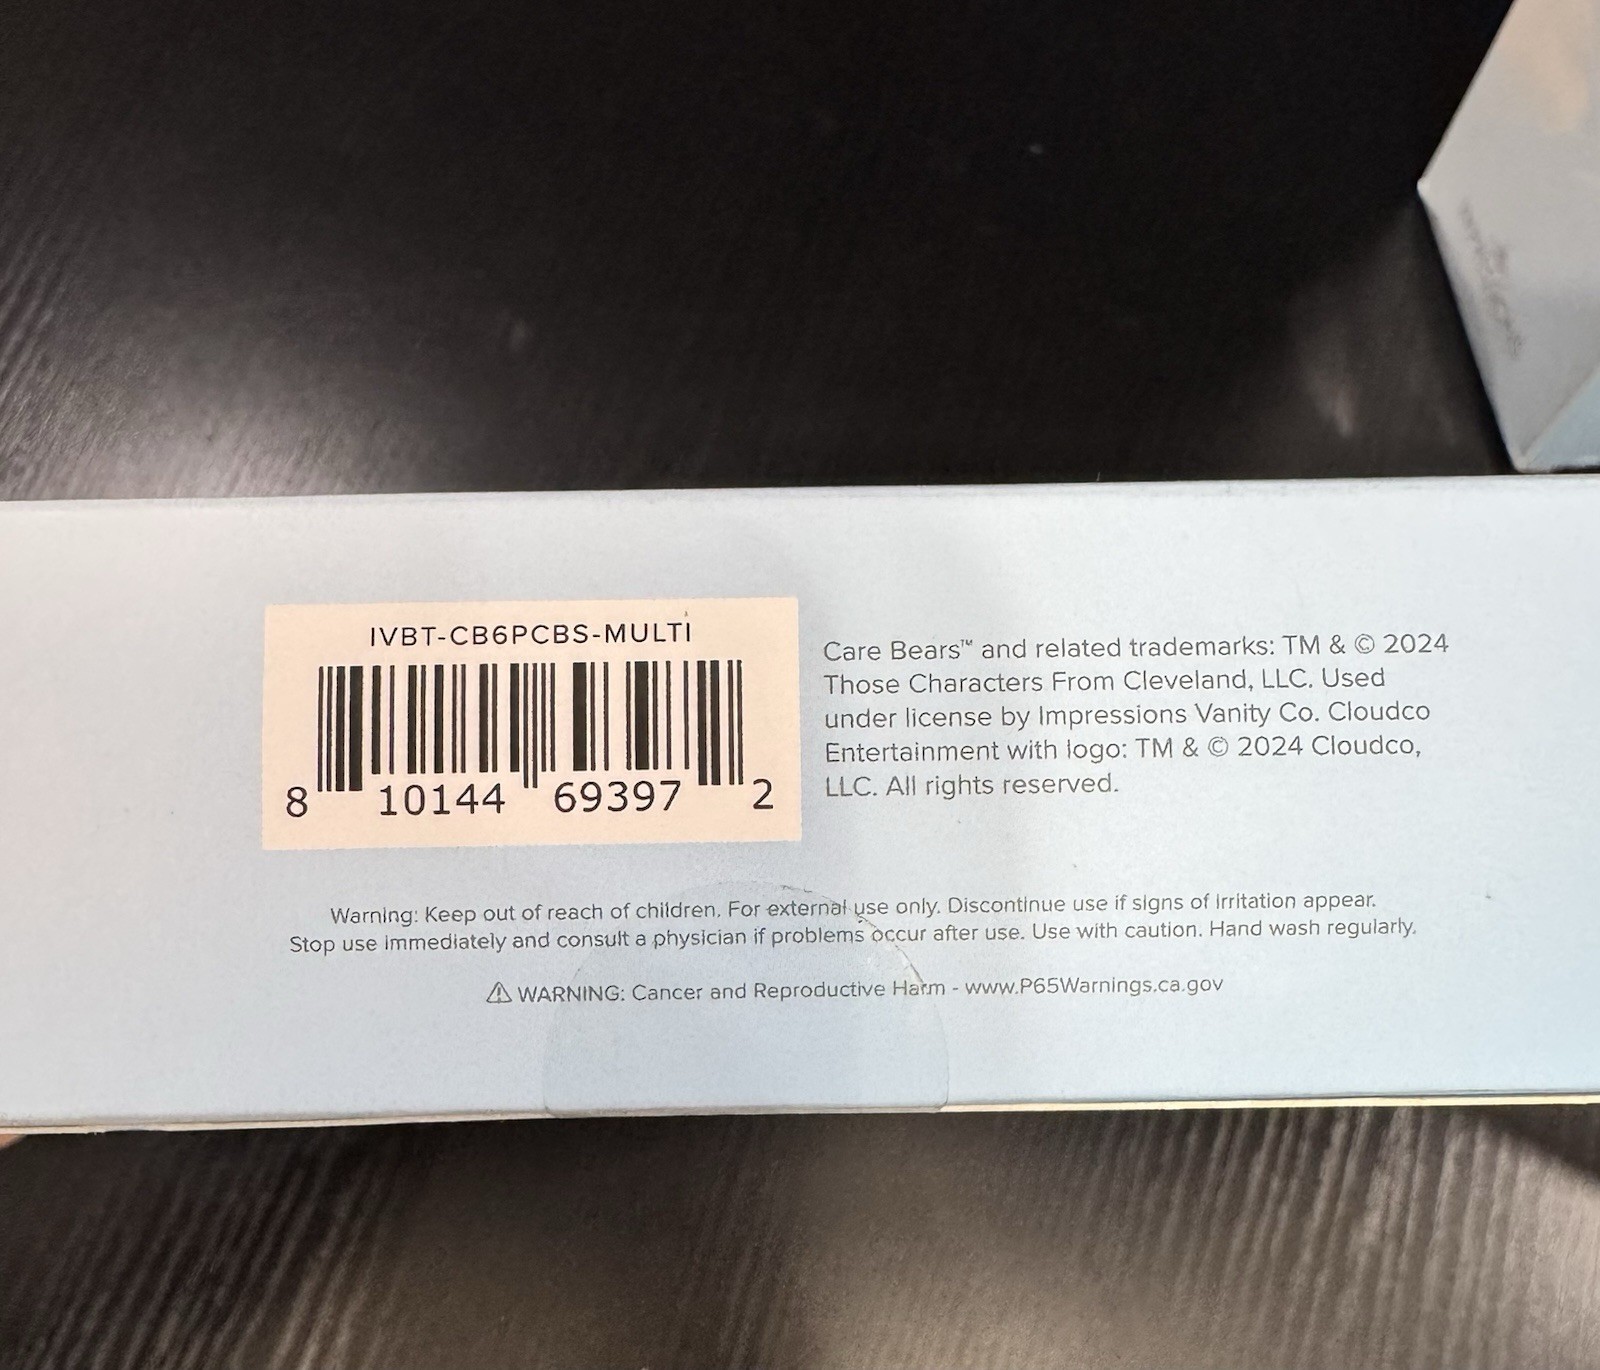 IVBT-CB6PCBS-MULTI
8 10144 69397 2
Care Bears™ and related trademarks: TM & © 2024
Those Characters From Cleveland, LLC. Used
under license by Impressions Vanity Co. Cloudco
Entertainment with logo: TM & © 2024 Cloudco,
LLC. All rights reserved.
Warning: Keep out of reach of children. For external use only. Discontinue use if signs of irritation appear.
Stop use immediately and consult a physician if problems occur after use. Use with caution. Hand wash regularly.
⚠ WARNING: Cancer and Reproductive Harm - www.P65Warnings.ca.gov